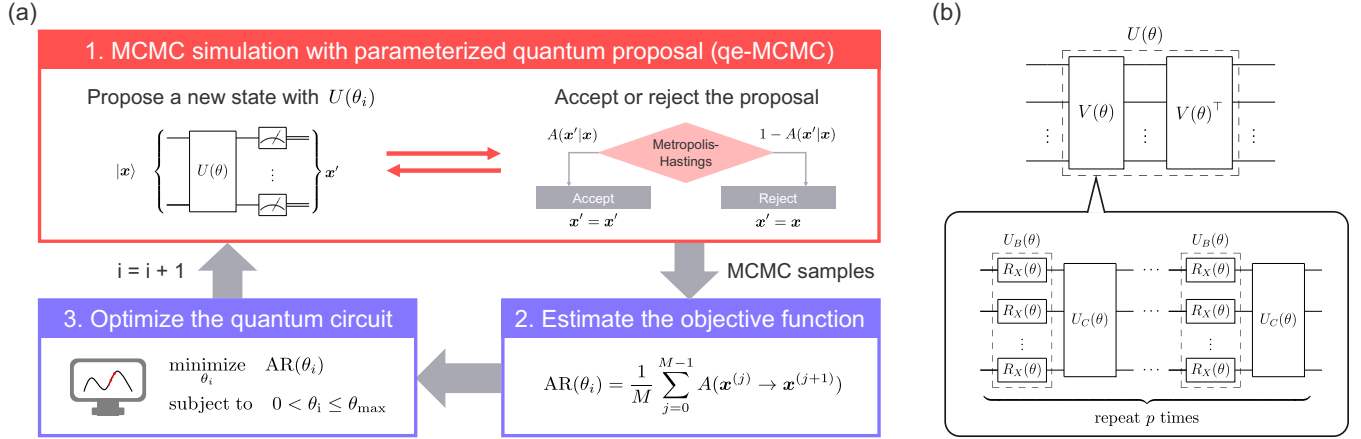 (a)
1. MCMC simulation with parameterized quantum proposal (qe-MCMC)
Propose a new state with U(θ_i)
|x⟩
U(θ)
⋮
x′
Accept or reject the proposal
A(x′|x)
1 − A(x′|x)
Metropolis-
Hastings
Accept
Reject
x′ = x′
x′ = x
i = i + 1
MCMC samples
3. Optimize the quantum circuit
minimize AR(θ_i)
θ_i
subject to 0 < θ_i ≤ θ_max
2. Estimate the objective function
AR(θ_i) = 1/M ∑_{j=0}^{M−1} A(x^{(j)} → x^{(j+1)})
(b)
U(θ)
V(θ)
V(θ)^⊤
⋮ ⋮ ⋮
U_B(θ) U_B(θ)
R_X(θ) ⋯ R_X(θ)
R_X(θ) U_C(θ) ⋯ R_X(θ) U_C(θ)
⋮ ⋮
R_X(θ) ⋯ R_X(θ)
repeat p times